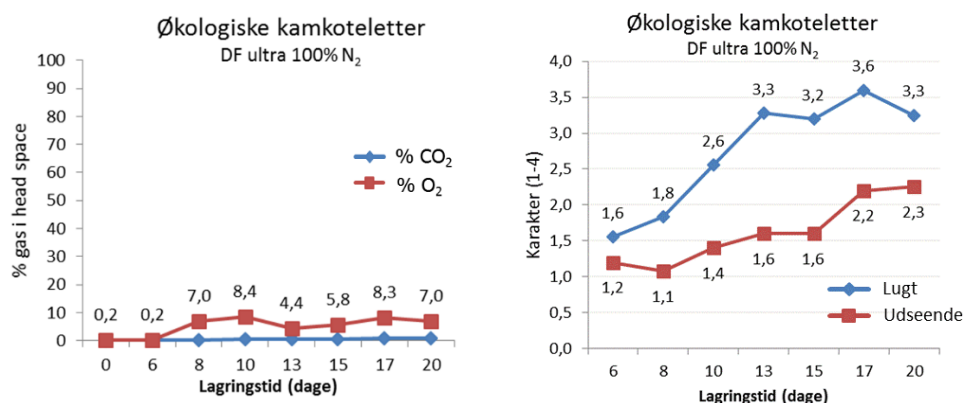 Økologiske kamkoteletter
DF ultra 100% N₂
% gas i head space
100
90
80
70
60
50
40
30
20
10
0
% CO₂
% O₂
0,2 0,2 7,0 8,4 4,4 5,8 8,3 7,0
0 6 8 10 13 15 17 20
Lagringstid (dage)
Økologiske kamkoteletter
DF ultra 100% N₂
Karakter (1-4)
4,0
3,5
3,0
2,5
2,0
1,5
1,0
0,5
0,0
1,6 1,8 2,6 3,3 3,2 3,6 3,3
1,2 1,1 1,4 1,6 1,6 2,2 2,3
Lugt
Udseende
6 8 10 13 15 17 20
Lagringstid (dage)